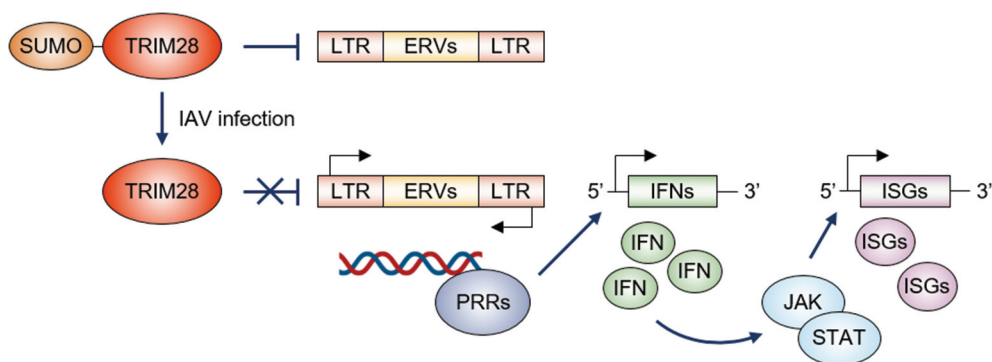 SUMO TRIM28 LTR ERVs LTR
IAV infection
TRIM28 LTR ERVs LTR 5’ IFNs 3’ 5’ ISGs 3’
IFN ISGs
IFN
IFN ISGs
PRRs JAK
STAT